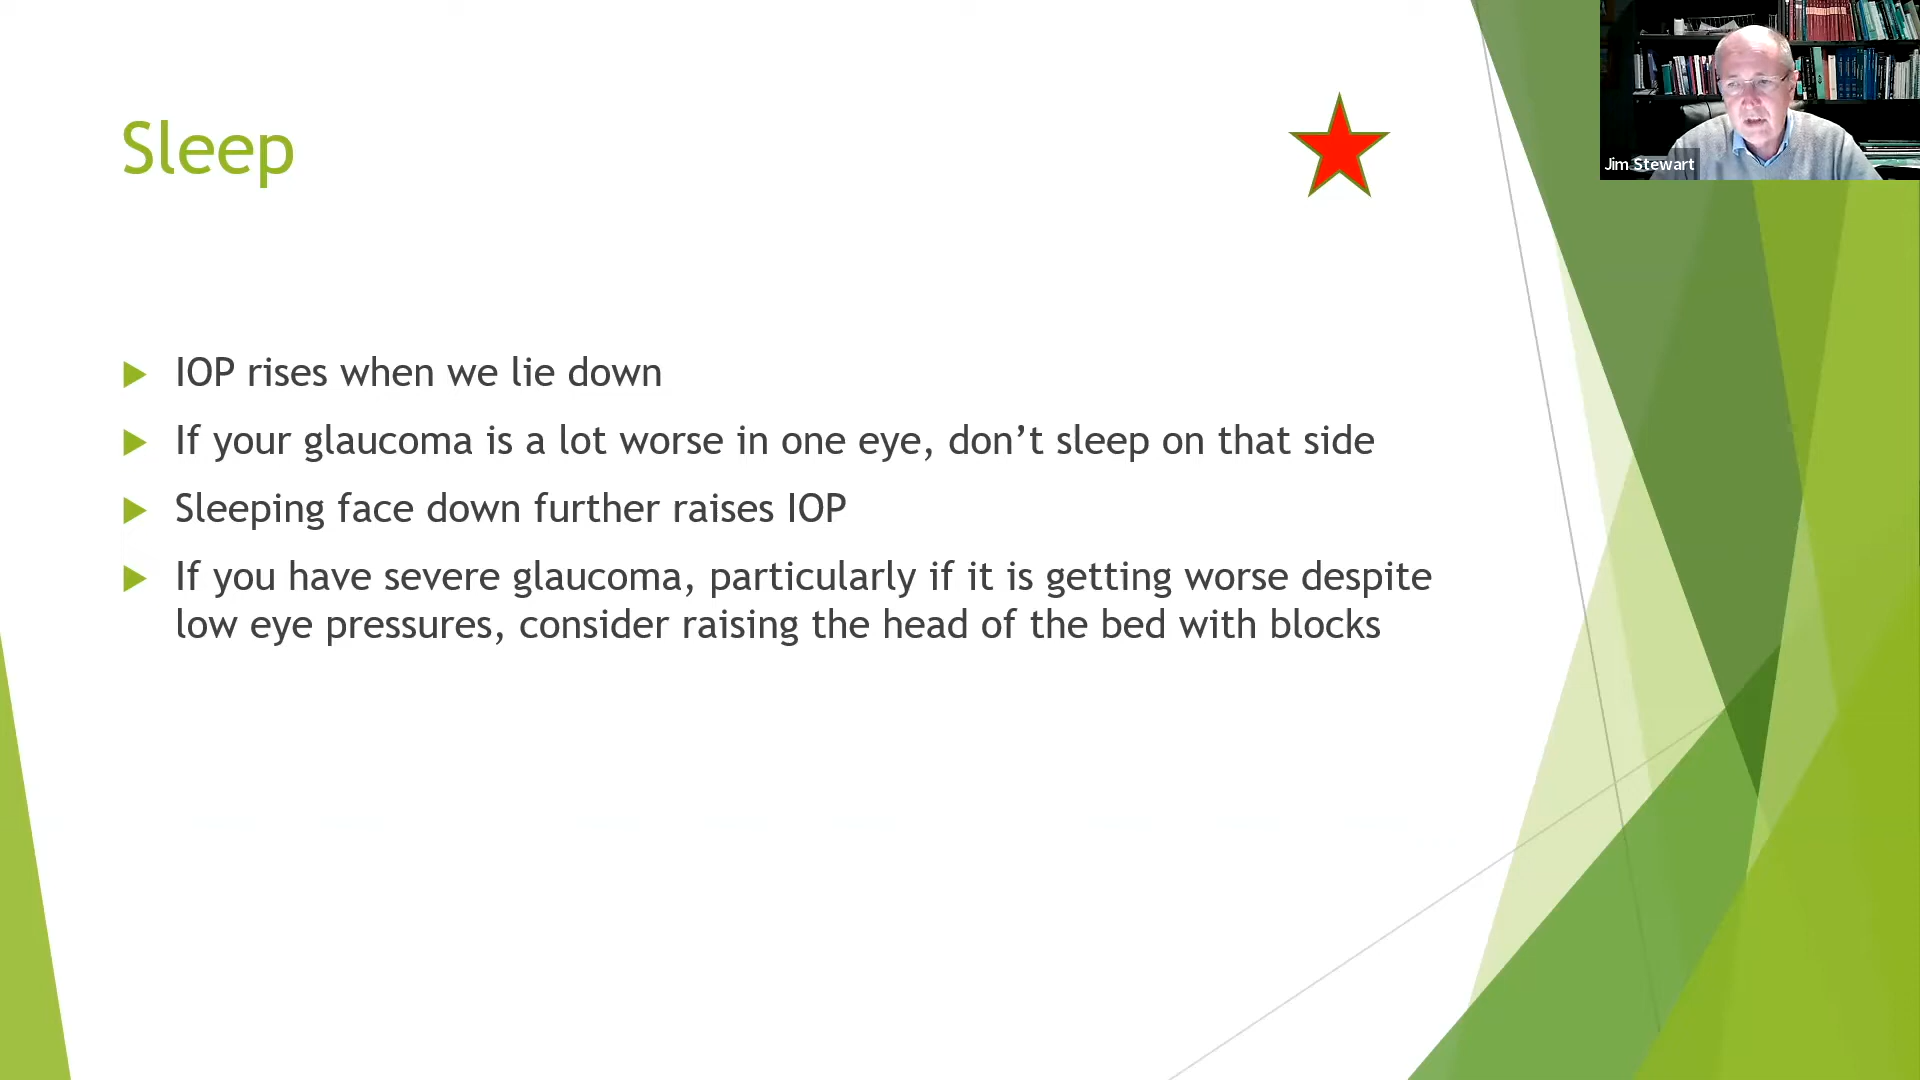 Sleep
IOP rises when we lie down
If your glaucoma is a lot worse in one eye, don’t sleep on that side
Sleeping face down further raises IOP
If you have severe glaucoma, particularly if it is getting worse despite
low eye pressures, consider raising the head of the bed with blocks
Jim Stewart